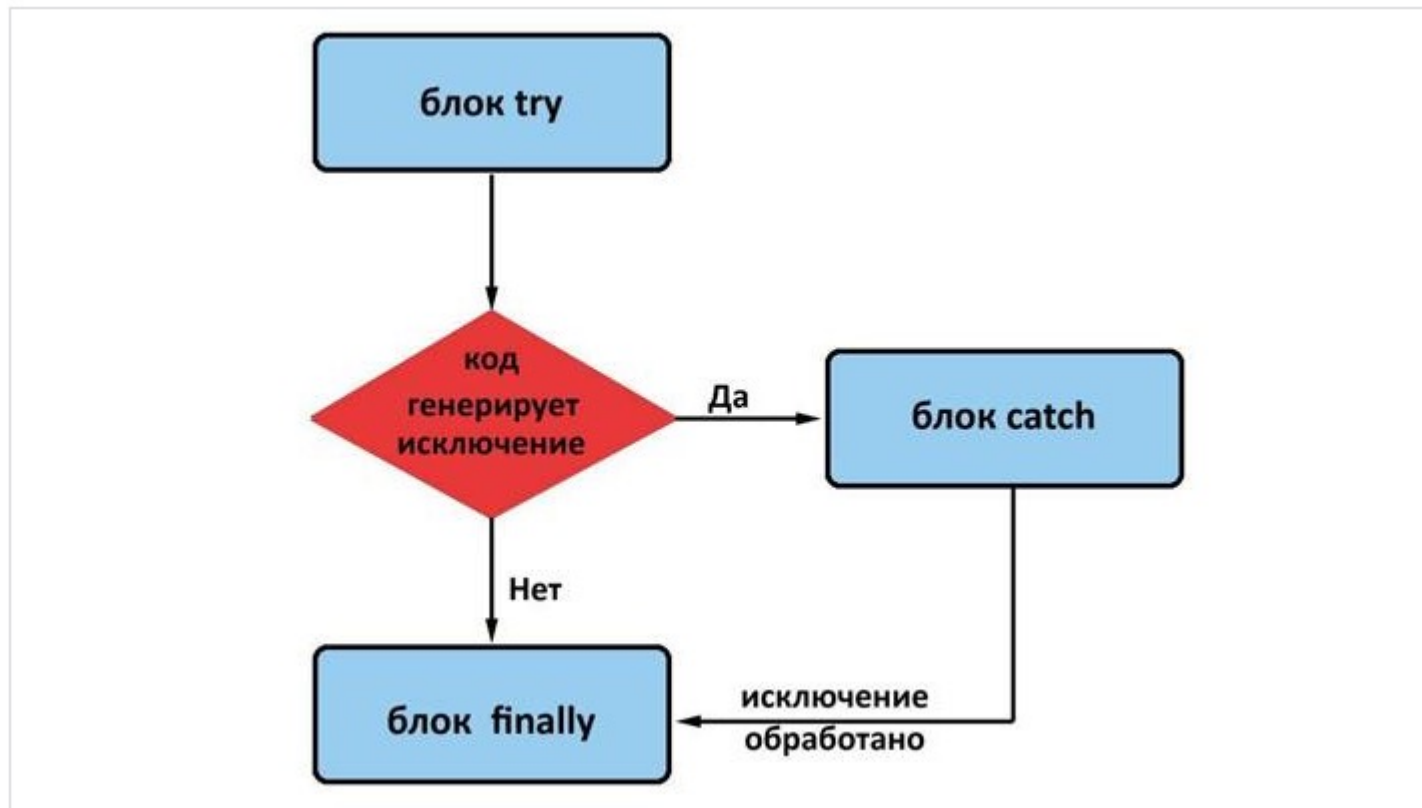 блок try
код
генерирует
исключение
Да
блок catch
Нет
блок finally
исключение
обработано